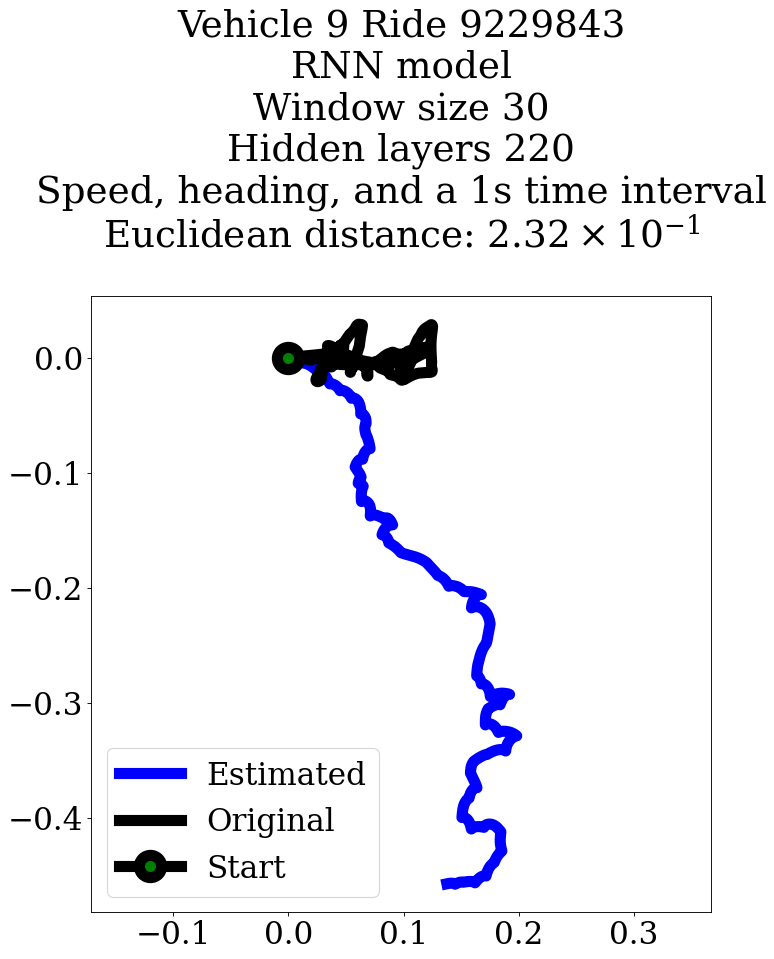 Vehicle 9 Ride 9229843
RNN model
Window size 30
Hidden layers 220
Speed, heading, and a 1s time interval
Euclidean distance: 2.32 × 10⁻¹
0.0
−0.1
−0.2
−0.3
−0.4
Estimated
Original
Start
−0.1 0.0 0.1 0.2 0.3